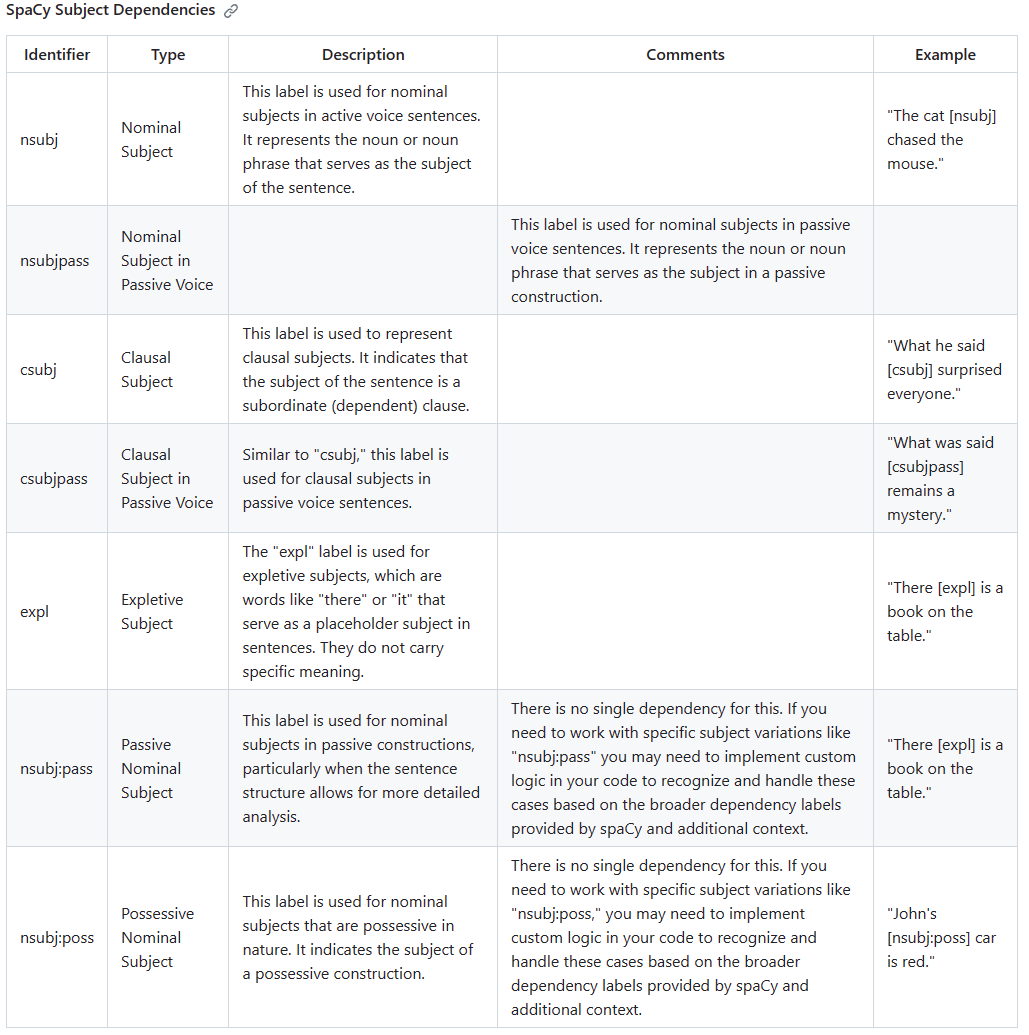 SpaCy Subject Dependencies
Identifier Type Description Comments Example
nsubj
Nominal
Subject
This label is used for nominal
subjects in active voice sentences.
It represents the noun or noun
phrase that serves as the subject
of the sentence.
"The cat [nsubj]
chased the
mouse."
nsubjpass
Nominal
Subject in
Passive Voice
This label is used for nominal subjects in passive
voice sentences. It represents the noun or noun
phrase that serves as the subject in a passive
construction.
csubj
Clausal
Subject
This label is used to represent
clausal subjects. It indicates that
the subject of the sentence is a
subordinate (dependent) clause.
"What he said
[csubj] surprised
everyone."
csubjpass
Clausal
Subject in
Passive Voice
Similar to "csubj," this label is
used for clausal subjects in
passive voice sentences.
"What was said
[csubjpass]
remains a
mystery."
expl
Expletive
Subject
The "expl" label is used for
expletive subjects, which are
words like "there" or "it" that
serve as a placeholder subject in
sentences. They do not carry
specific meaning.
"There [expl] is a
book on the
table."
nsubj:pass
Passive
Nominal
Subject
This label is used for nominal
subjects in passive constructions,
particularly when the sentence
structure allows for more detailed
analysis.
There is no single dependency for this. If you
need to work with specific subject variations like
"nsubj:pass" you may need to implement custom
logic in your code to recognize and handle these
cases based on the broader dependency labels
provided by spaCy and additional context.
"There [expl] is a
book on the
table."
nsubj:poss
Possessive
Nominal
Subject
This label is used for nominal
subjects that are possessive in
nature. It indicates the subject of
a possessive construction.
There is no single dependency for this. If you
need to work with specific subject variations like
"nsubj:poss," you may need to implement
custom logic in your code to recognize and
handle these cases based on the broader
dependency labels provided by spaCy and
additional context.
"John's
[nsubj:poss] car
is red."